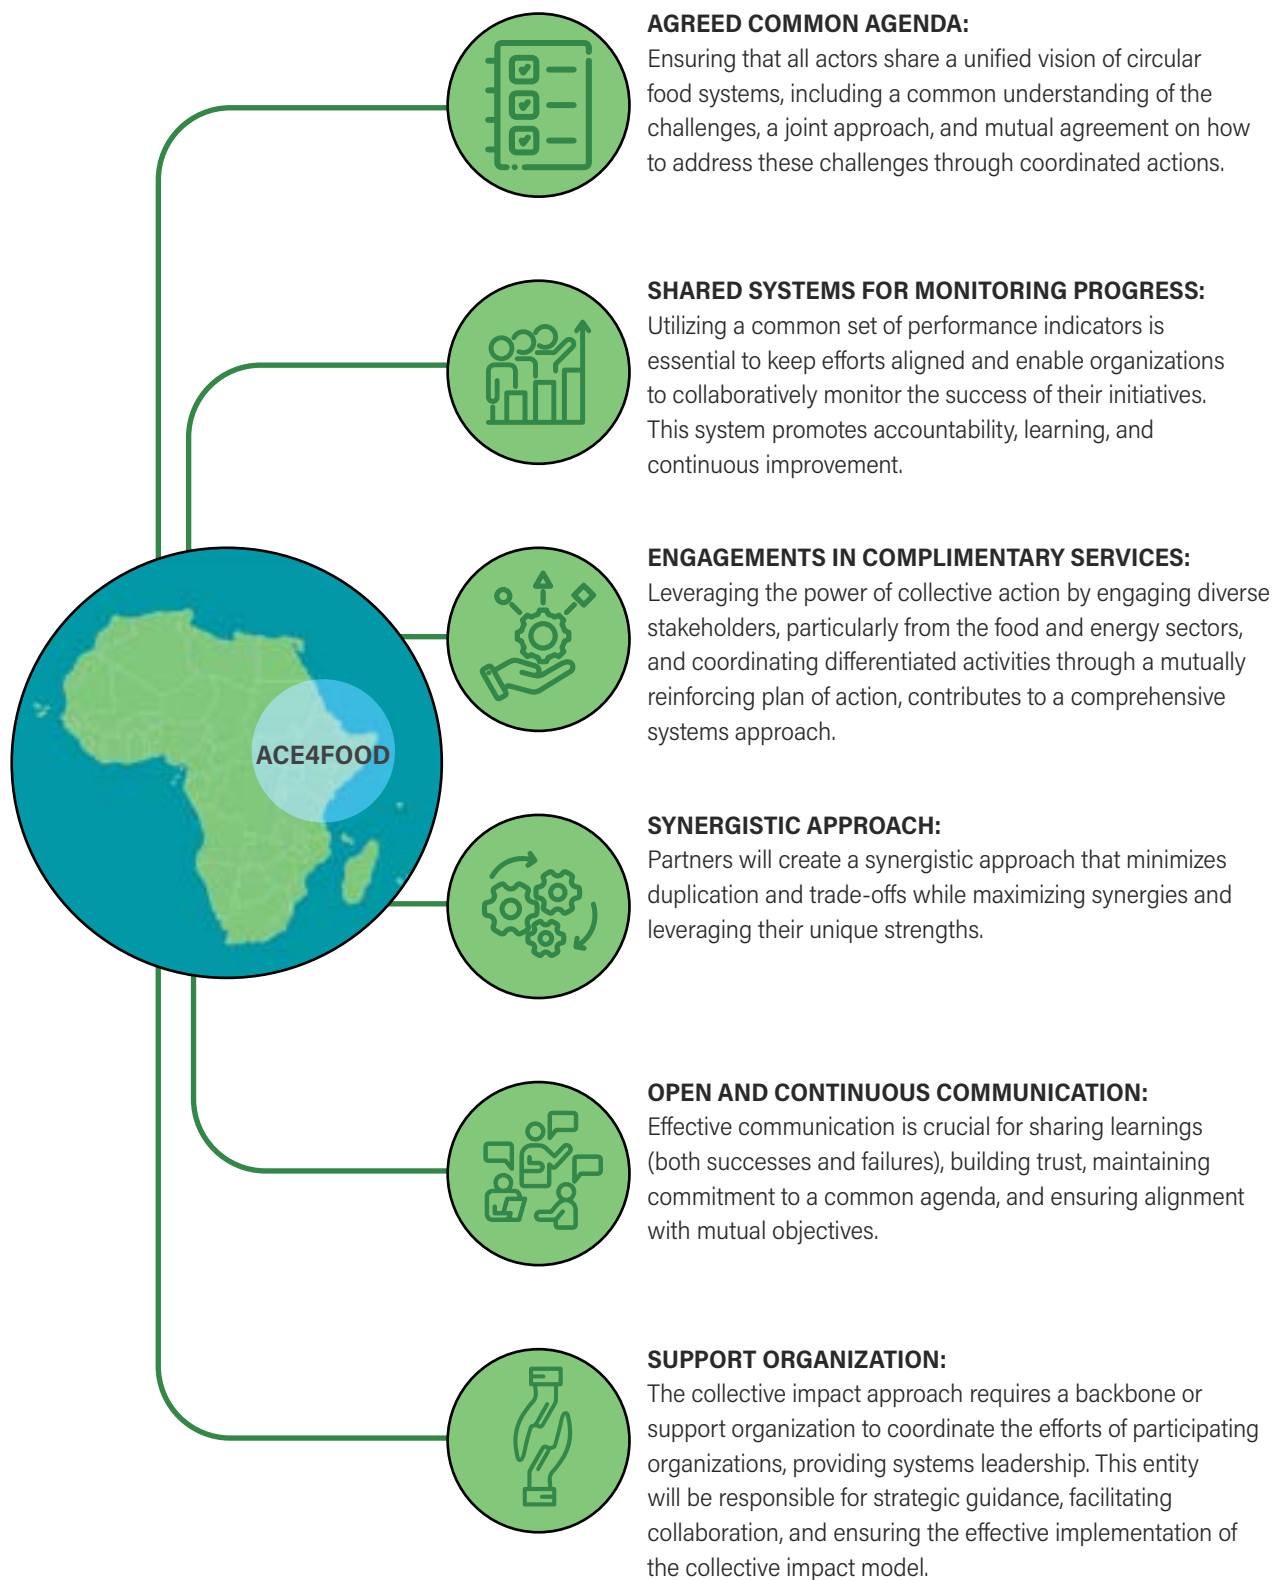 AGREED COMMON AGENDA:
Ensuring that all actors share a unified vision of circular
food systems, including a common understanding of the
challenges, a joint approach, and mutual agreement on how
to address these challenges through coordinated actions.
SHARED SYSTEMS FOR MONITORING PROGRESS:
Utilizing a common set of performance indicators is
essential to keep efforts aligned and enable organizations
to collaboratively monitor the success of their initiatives.
This system promotes accountability, learning, and
continuous improvement.
ENGAGEMENTS IN COMPLIMENTARY SERVICES:
Leveraging the power of collective action by engaging diverse
stakeholders, particularly from the food and energy sectors,
and coordinating differentiated activities through a mutually
reinforcing plan of action, contributes to a comprehensive
systems approach.
ACE4FOOD
SYNERGISTIC APPROACH:
Partners will create a synergistic approach that minimizes
duplication and trade-offs while maximizing synergies and
leveraging their unique strengths.
OPEN AND CONTINUOUS COMMUNICATION:
Effective communication is crucial for sharing learnings
(both successes and failures), building trust, maintaining
commitment to a common agenda, and ensuring alignment
with mutual objectives.
SUPPORT ORGANIZATION:
The collective impact approach requires a backbone or
support organization to coordinate the efforts of participating
organizations, providing systems leadership. This entity
will be responsible for strategic guidance, facilitating
collaboration, and ensuring the effective implementation of
the collective impact model.